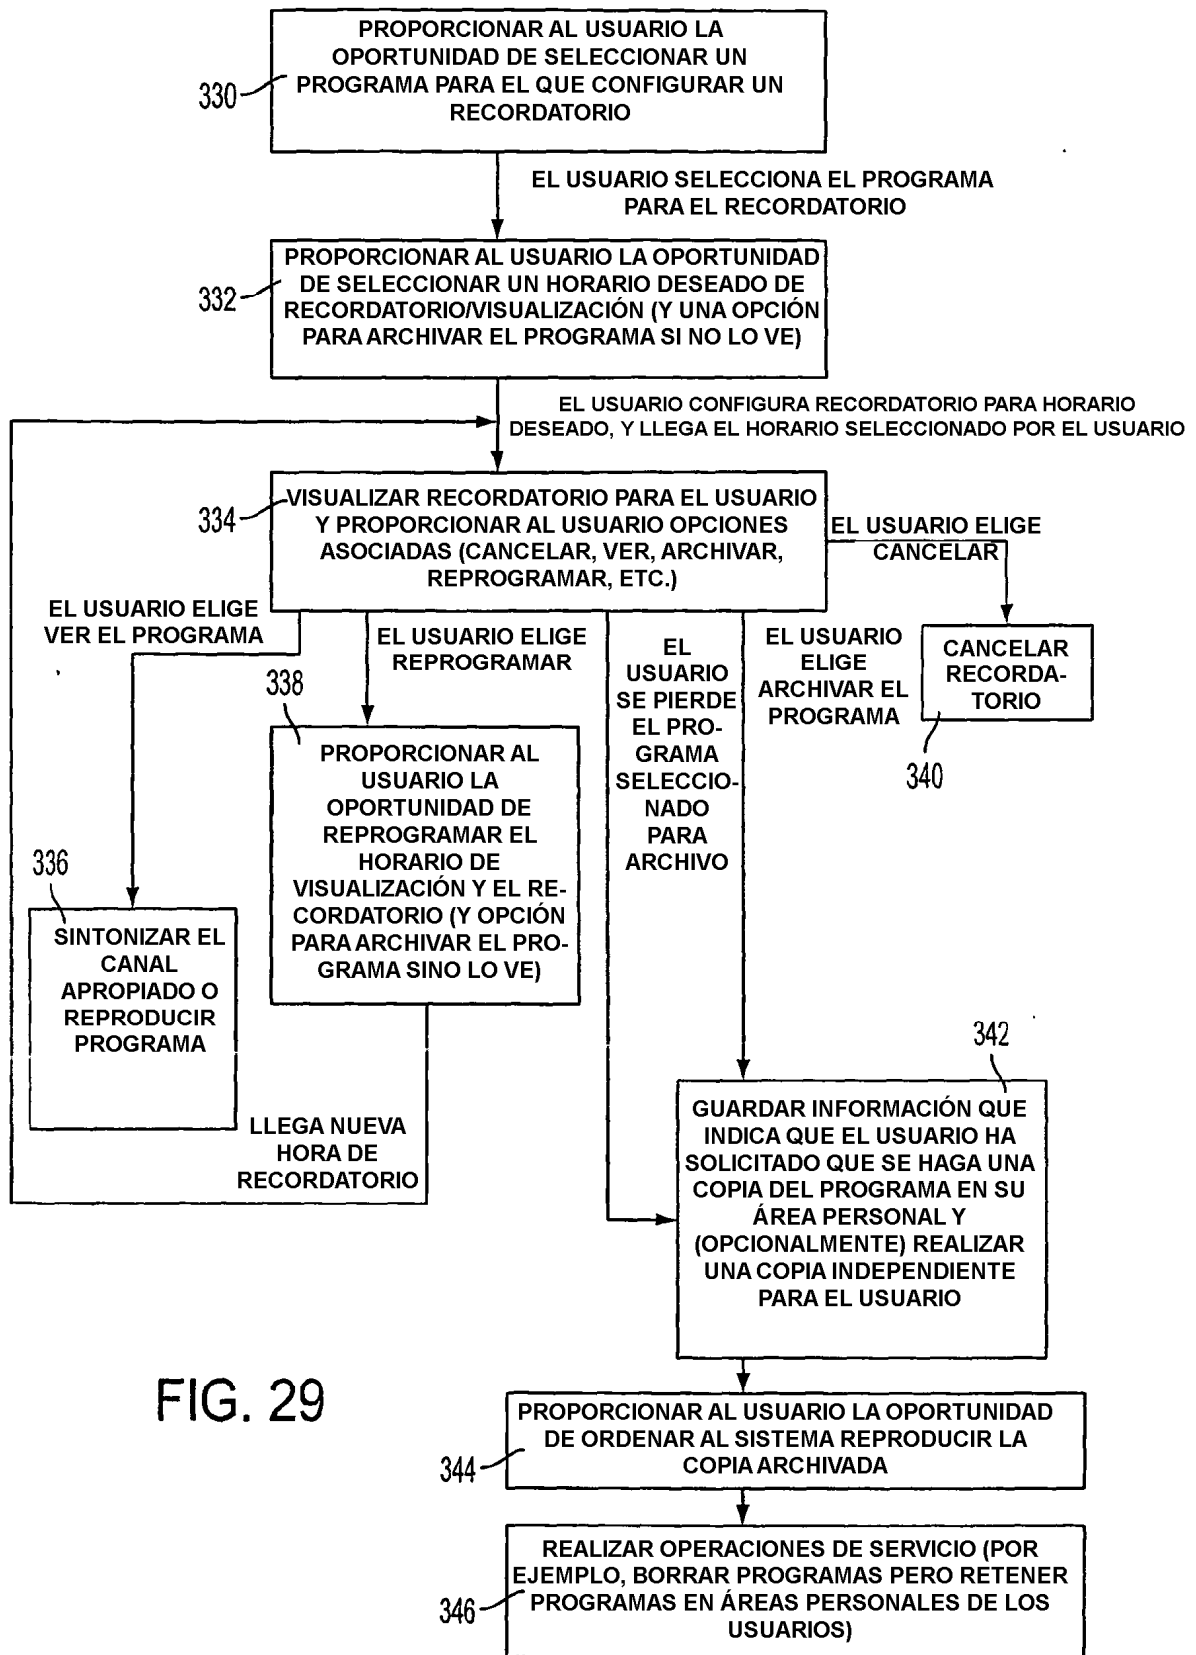 PROPORCIONAR AL USUARIO LA
OPORTUNIDAD DE SELECCIONAR UN
PROGRAMA PARA EL QUE CONFIGURAR UN
RECORDATORIO
330
EL USUARIO SELECCIONA EL PROGRAMA
PARA EL RECORDATORIO
PROPORCIONAR AL USUARIO LA OPORTUNIDAD
DE SELECCIONAR UN HORARIO DESEADO DE
RECORDATORIO/VISUALIZACIÓN (Y UNA OPCIÓN
PARA ARCHIVAR EL PROGRAMA SI NO LO VE)
332
EL USUARIO CONFIGURA RECORDATORIO PARA HORARIO
DESEADO, Y LLEGA EL HORARIO SELECCIONADO POR EL USUARIO
VISUALIZAR RECORDATORIO PARA EL USUARIO
Y PROPORCIONAR AL USUARIO OPCIONES
ASOCIADAS (CANCELAR, VER, ARCHIVAR,
REPROGRAMAR, ETC.)
334
EL USUARIO ELIGE
CANCELAR
EL USUARIO ELIGE
VER EL PROGRAMA
EL USUARIO ELIGE
REPROGRAMAR
EL
USUARIO
SE PIERDE
EL PRO-
GRAMA
SELECCIO-
NADO
PARA
ARCHIVO
EL USUARIO
ELIGE
ARCHIVAR EL
PROGRAMA
CANCELAR
RECORDA-
TORIO
340
338
PROPORCIONAR AL
USUARIO LA
OPORTUNIDAD DE
REPROGRAMAR EL
HORARIO DE
VISUALIZACIÓN Y EL RE-
CORDATORIO (Y OPCIÓN
PARA ARCHIVAR EL PRO-
GRAMA SINO LO VE)
336
SINTONIZAR EL
CANAL
APROPIADO O
REPRODUCIR
PROGRAMA
LLEGA NUEVA
HORA DE
RECORDATORIO
342
GUARDAR INFORMACIÓN QUE
INDICA QUE EL USUARIO HA
SOLICITADO QUE SE HAGA UNA
COPIA DEL PROGRAMA EN SU
ÁREA PERSONAL Y
(OPCIONALMENTE) REALIZAR
UNA COPIA INDEPENDIENTE
PARA EL USUARIO
FIG. 29
PROPORCIONAR AL USUARIO LA OPORTUNIDAD
DE ORDENAR AL SISTEMA REPRODUCIR LA
COPIA ARCHIVADA
344
REALIZAR OPERACIONES DE SERVICIO (POR
EJEMPLO, BORRAR PROGRAMAS PERO RETENER
PROGRAMAS EN ÁREAS PERSONALES DE LOS
USUARIOS)
346